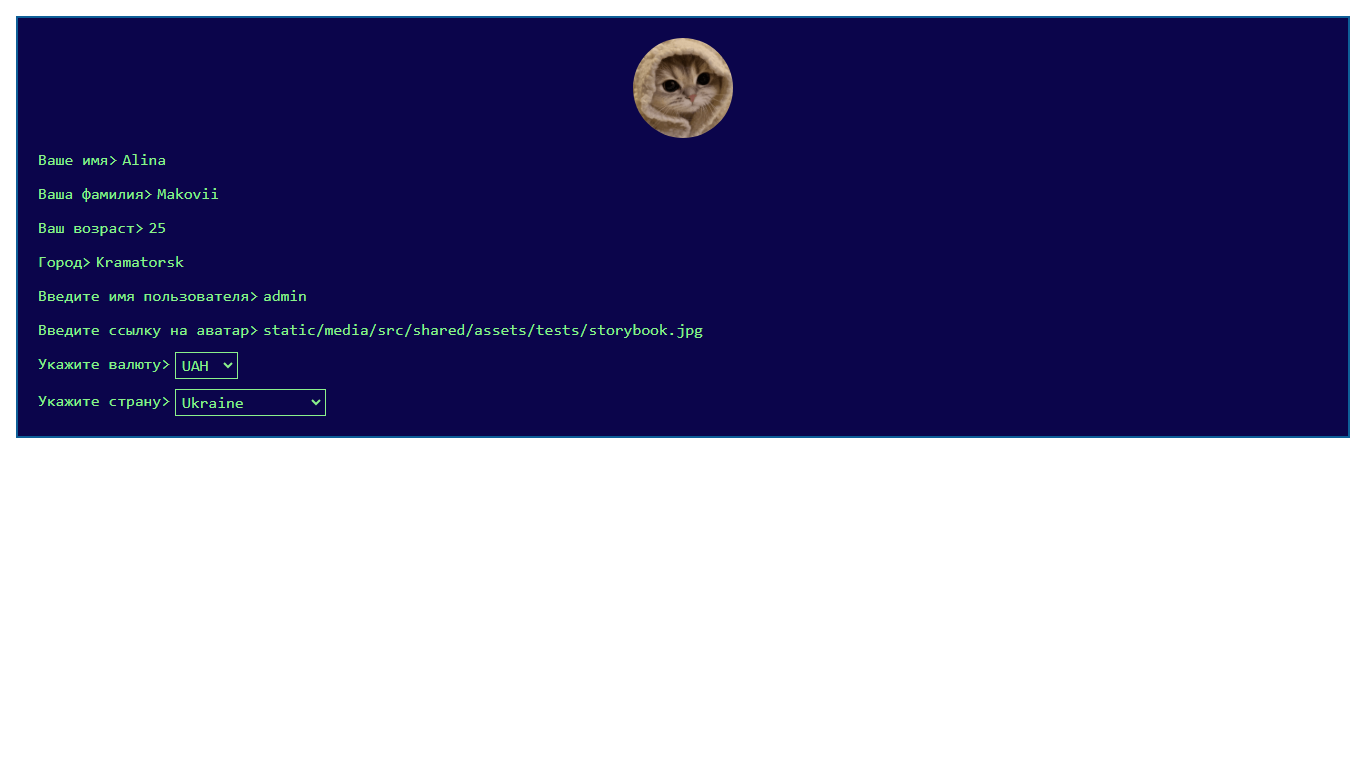 Ваше имя> Alina
Ваша фамилия> Makovii
Ваш возраст> 25
Город> Kramatorsk
Введите имя пользователя> admin
Введите ссылку на аватар> static/media/src/shared/assets/tests/storybook.jpg
Укажите валюту> UAH
Укажите страну> Ukraine